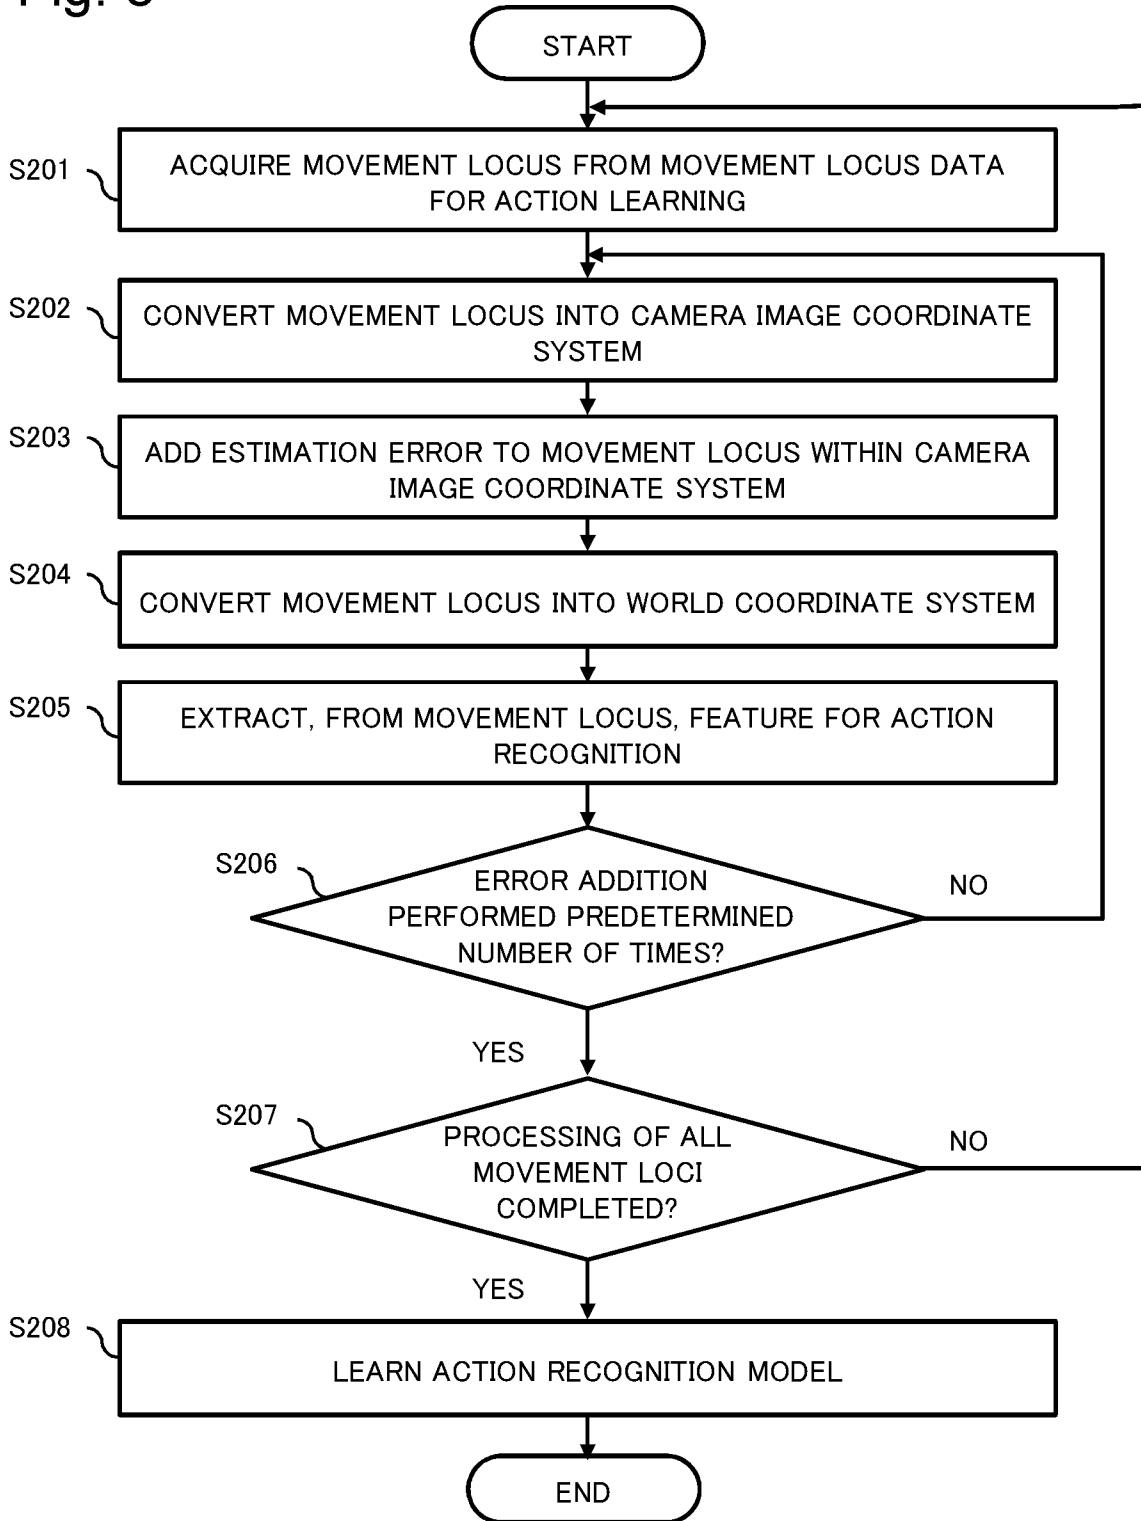 START
S201
ACQUIRE MOVEMENT LOCUS FROM MOVEMENT LOCUS DATA
FOR ACTION LEARNING
S202
CONVERT MOVEMENT LOCUS INTO CAMERA IMAGE COORDINATE
SYSTEM
S203
ADD ESTIMATION ERROR TO MOVEMENT LOCUS WITHIN CAMERA
IMAGE COORDINATE SYSTEM
S204
CONVERT MOVEMENT LOCUS INTO WORLD COORDINATE SYSTEM
S205
EXTRACT, FROM MOVEMENT LOCUS, FEATURE FOR ACTION
RECOGNITION
S206
ERROR ADDITION
PERFORMED PREDETERMINED
NUMBER OF TIMES?
NO
YES
S207
PROCESSING OF ALL
MOVEMENT LOCI
COMPLETED?
NO
YES
S208
LEARN ACTION RECOGNITION MODEL
END